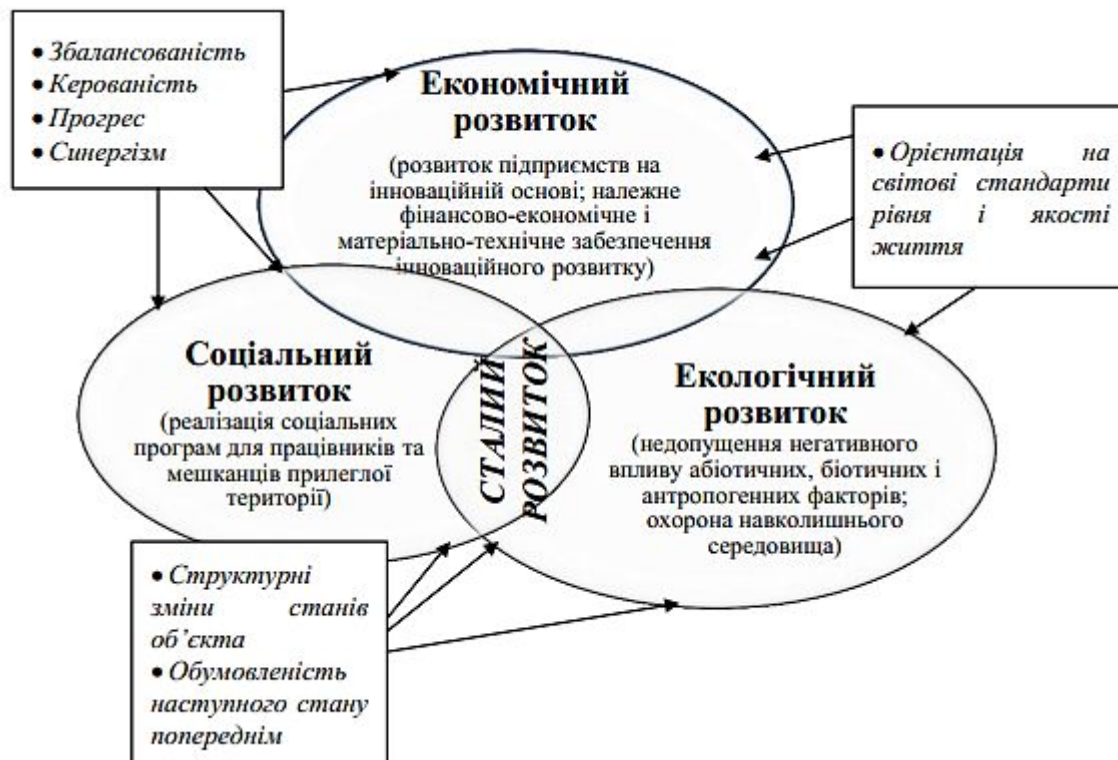 • Збалансованість
• Керованість
• Прогрес
• Синергізм
Економічний
розвиток
(розвиток підприємств на
інноваційній основі; належне
фінансово-економічне і
матеріально-технічне забезпечення
інноваційного розвитку)
• Орієнтація на
світові стандарти
рівня і якості
життя
Соціальний
розвиток
(реалізація соціальних
програм для працівників та
мешканців прилеглої
території)
СТАЛИЙ
РОЗВИТОК
Екологічний
розвиток
(недопущення негативного
впливу абіотичних, біотичних і
антропогенних факторів;
охорона навколишнього
середовища)
• Структурні
зміни станів
об’єкта
• Обумовленість
наступного стану
попереднім